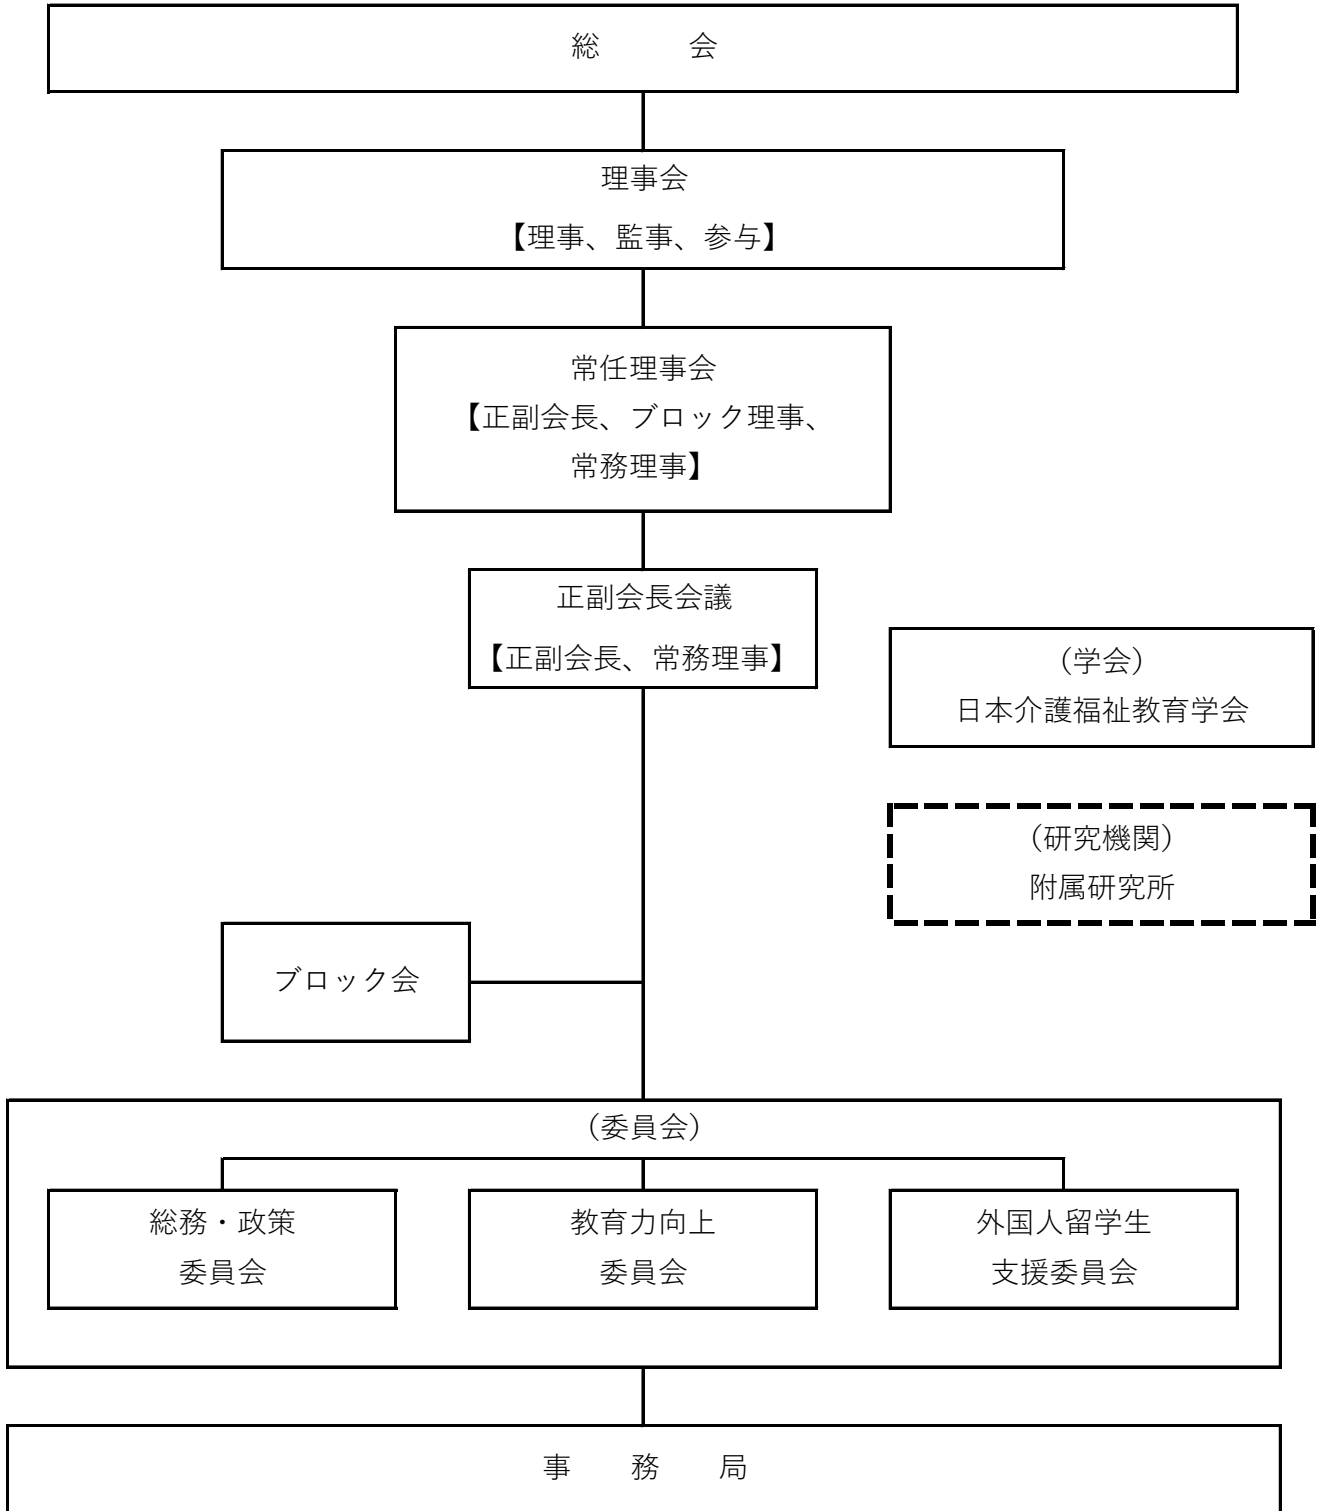 総　　　会
理事会
【理事、監事、参与】
常任理事会
【正副会長、ブロック理事、
常務理事】
正副会長会議
【正副会長、常務理事】
（学会）
日本介護福祉教育学会
（研究機関）
附属研究所
ブロック会
（委員会）
総務・政策
委員会
教育力向上
委員会
外国人留学生
支援委員会
事　　務　　局